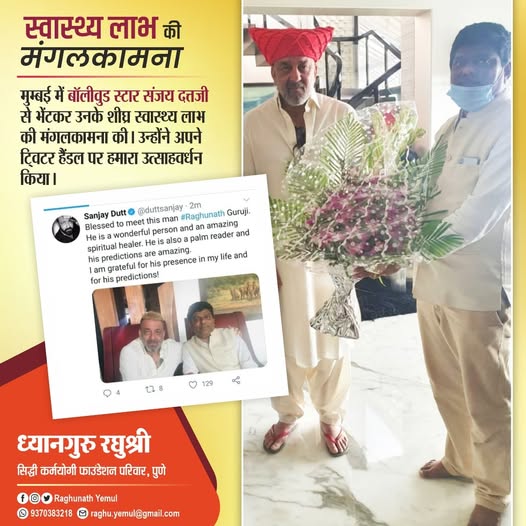 स्वास्थ्य लाभ की
मंगलकामना
मुम्बई में बॉलीवुड स्टार संजय दत्तजी
से भेंटकर उनके शीघ्र स्वास्थ्य लाभ
की मंगलकामना की। उन्होंने अपने
ट्विटर हैंडल पर हमारा उत्साहवर्धन
किया।
Sanjay Dutt @duttsanjay · 2m
Blessed to meet this man #Raghunath Guruji.
He is a wonderful person and an amazing
spiritual healer. He is also a palm reader and
his predictions are amazing.
I am grateful for his presence in my life and
for his predictions!
4 8 129
ध्यानगुरु रघुश्री
सिद्धी कर्मयोगी फाउंडेशन परिवार, पुणे
Raghunath Yemul
9370383218 raghu.yemul@gmail.com